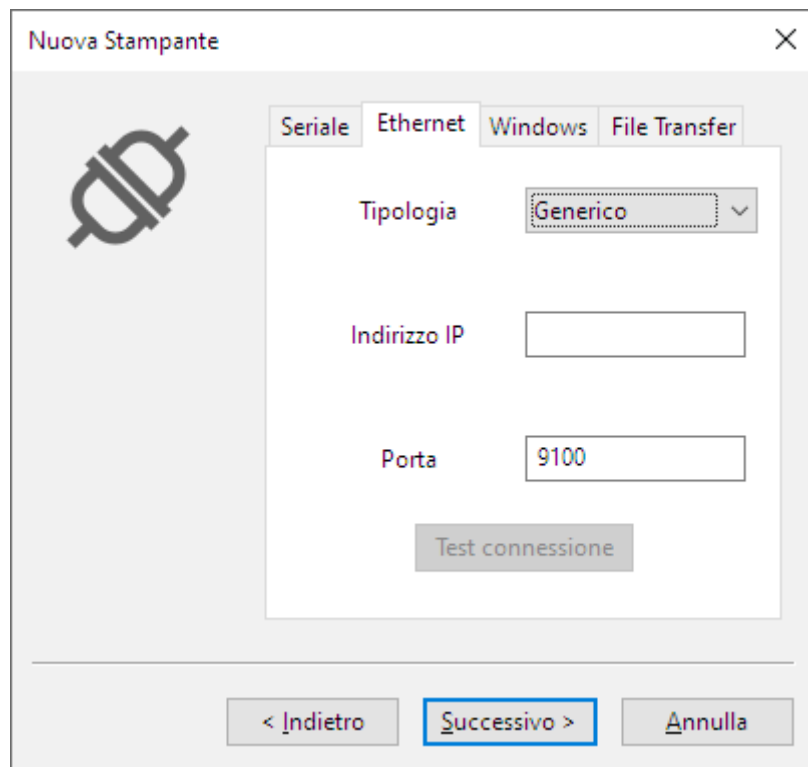 Nuova Stampante
Seriale Ethernet Windows File Transfer
Tipologia Generico
Indirizzo IP
Porta 9100
Test connessione
< Indietro Successivo > Annulla